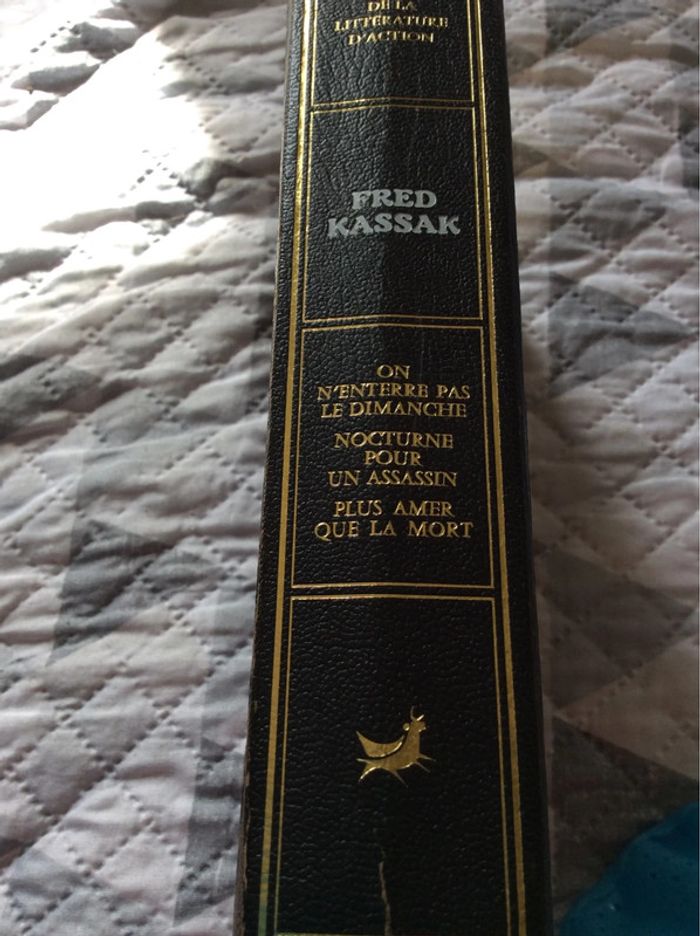 DE LA
LITTÉRATURE
D'ACTION
FRED
KASSAK
ON
N'ENTERRE PAS
LE DIMANCHE
NOCTURNE
POUR
UN ASSASSIN
PLUS AMER
QUE LA MORT